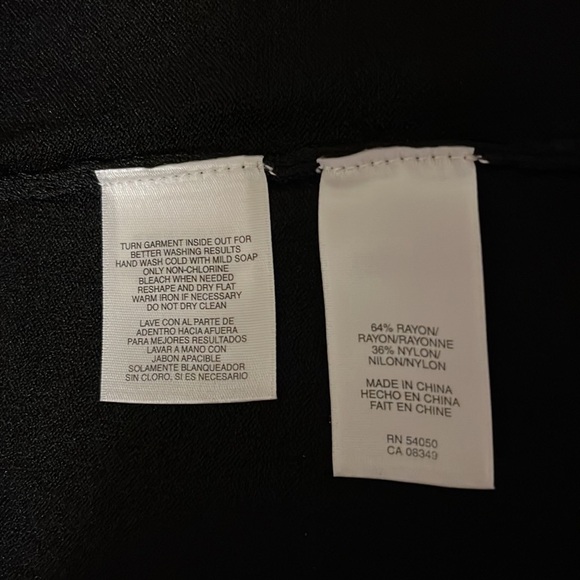 TURN GARMENT INSIDE OUT FOR
BETTER WASHING RESULTS
HAND WASH COLD WITH MILD SOAP
ONLY NON-CHLORINE
BLEACH WHEN NEEDED
RESHAPE AND DRY FLAT
WARM IRON IF NECESSARY
DO NOT DRY CLEAN
LAVE CON AL PARTE DE
ADENTRO HACIA AFUERA
PARA MEJORES RESULTADOS
LAVAR A MANO CON
JABON APACIBLE
SOLAMENTE BLANQUEADOR
SIN CLORO, SI ES NECESARIO
64% RAYON/
RAYON/RAYONNE
36% NYLON/
NILON/NYLON
MADE IN CHINA
HECHO EN CHINA
FAIT EN CHINE
RN 54050
CA 08349